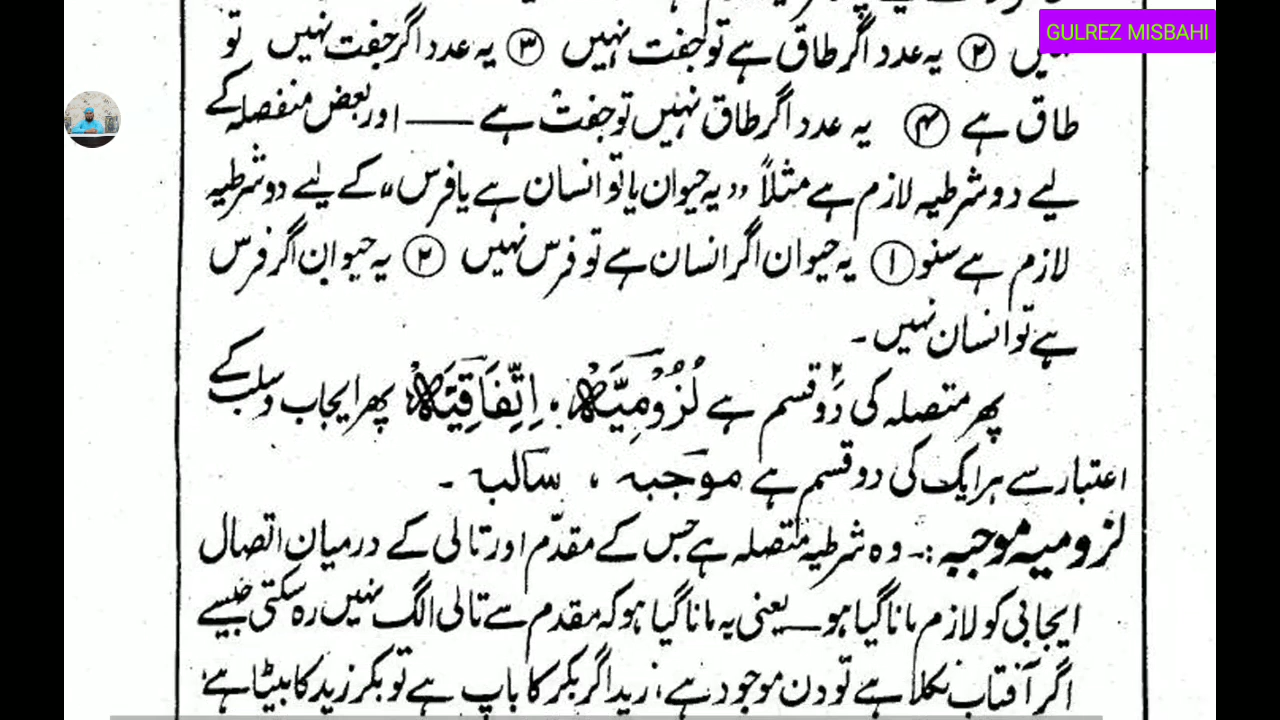 GULREZ MISBAHI
نہیں ② یہ عدد اگر طاق ہے تو جفت نہیں ③ یہ عدد اگر جفت نہیں تو
طاق ہے ④ یہ عدد اگر طاق نہیں تو جفت ہے — اور بعض منفصلہ کے
لیے دو شرطیہ لازم ہے مثلاً ”یہ حیوان یا تو انسان ہے یا فرس“ کے لیے دو شرطیہ
لازم ہے سنو ① یہ حیوان اگر انسان ہے تو فرس نہیں ② یہ حیوان اگر فرس
ہے تو انسان نہیں۔
پھر متصلہ کی دو قسم ہے لُزُوْمِیَّہْ، اِتِّفَاقِیَّہْ پھر ایجاب و سلب کے
اعتبار سے ہر ایک کی دو قسم ہے موجبہ ، سالبہ ۔
لزومیہ موجبہ :۔ وہ شرطیہ متصلہ ہے جس کے مقدّم اور تالی کے درمیان اتصال
ایجابی کو لازم مانا گیا ہو — یعنی یہ مانا گیا ہو کہ مقدم سے تالی الگ نہیں رہ سکتی جیسے
اگر آفتاب نکلا ہے تو دن موجود ہے، زید اگر بکر کا باپ ہے تو بکر زید کا بیٹا ہے،